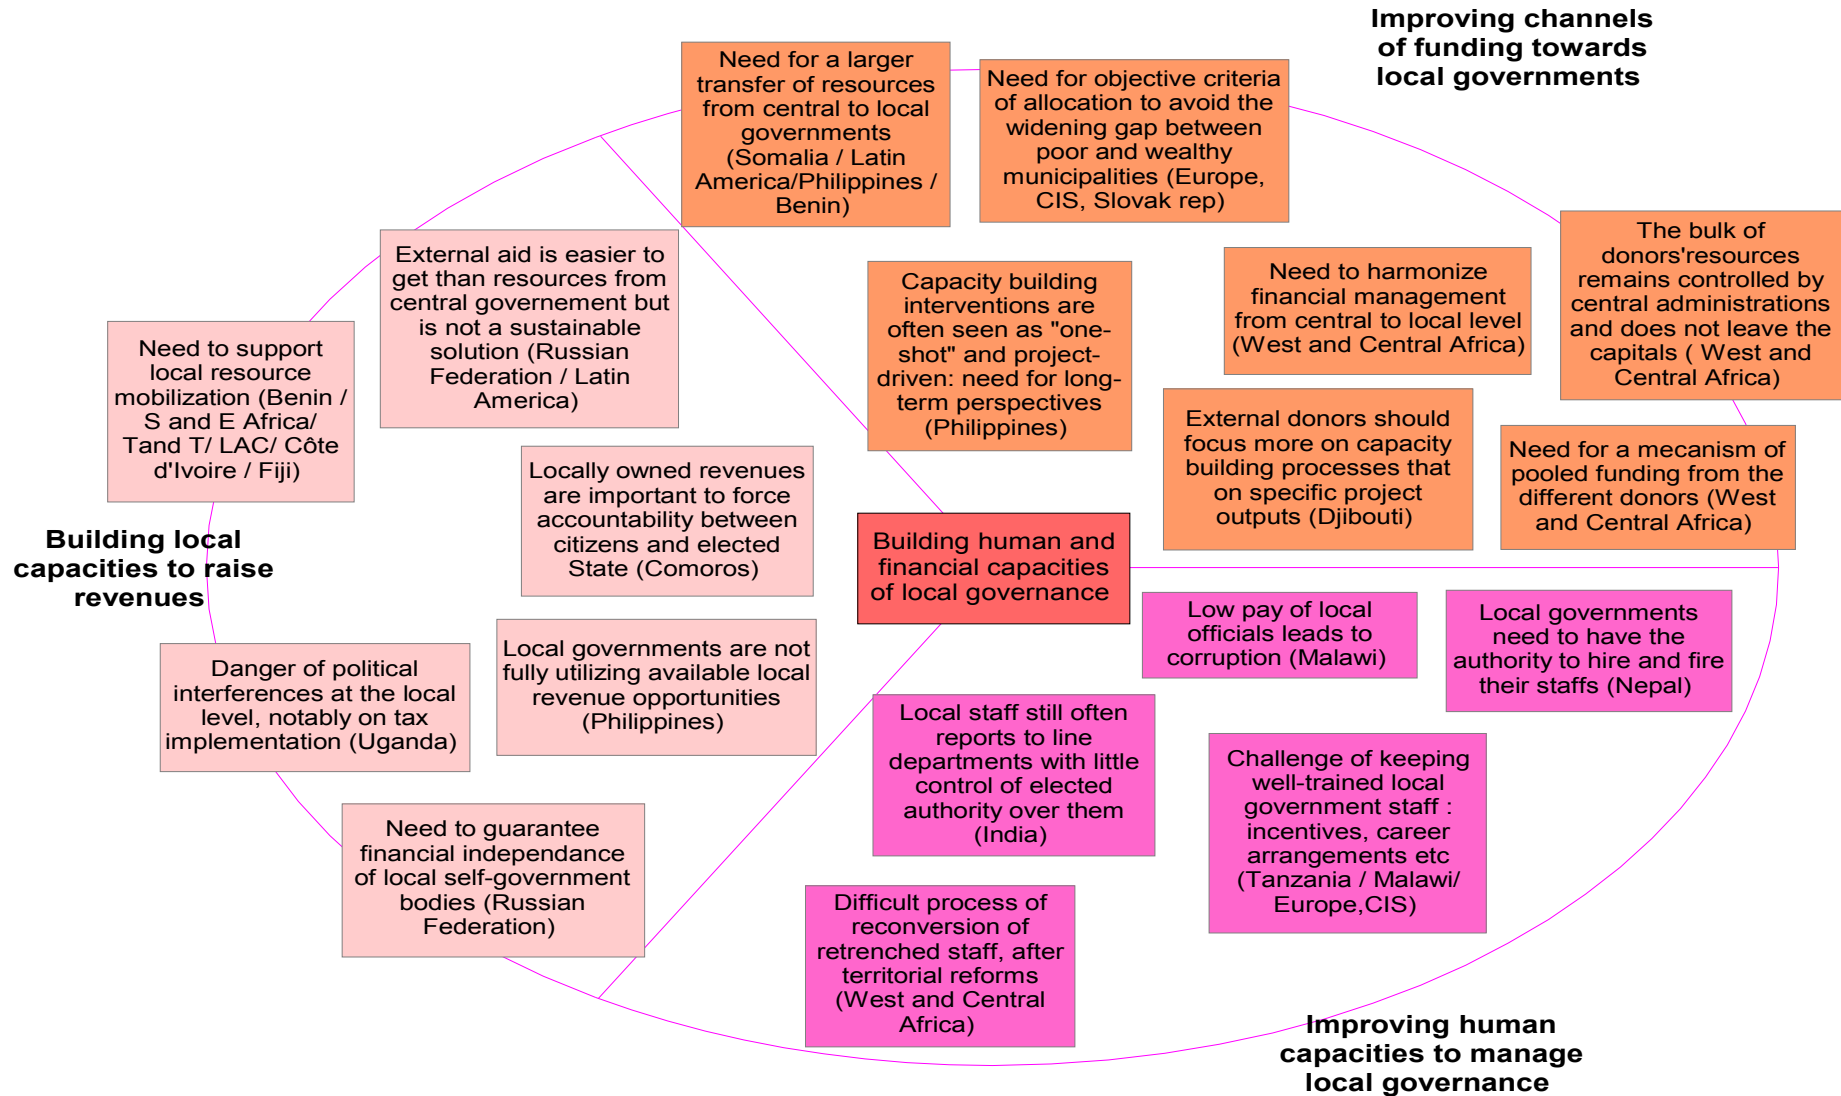 Improving channels
of funding towards
local governments
Need for a larger
transfer of resources
from central to local
governments
(Somalia / Latin
America/Philippines /
Benin)
Need for objective criteria
of allocation to avoid the
widening gap between
poor and wealthy
municipalities (Europe,
CIS, Slovak rep)
The bulk of
donors'resources
remains controlled by
central administrations
and does not leave the
capitals ( West and
Central Africa)
External aid is easier to
get than resources from
central governement but
is not a sustainable
solution (Russian
Federation / Latin
America)
Capacity building
interventions are
often seen as "one-
shot" and project-
driven: need for long-
term perspectives
(Philippines)
Need to harmonize
financial management
from central to local level
(West and Central Africa)
Need to support
local resource
mobilization (Benin /
S and E Africa/
Tand T/ LAC/ Côte
d'Ivoire / Fiji)
External donors should
focus more on capacity
building processes that
on specific project
outputs (Djibouti)
Need for a mecanism of
pooled funding from the
different donors (West
and Central Africa)
Locally owned revenues
are important to force
accountability between
citizens and elected
State (Comoros)
Building local
capacities to raise
revenues
Building human and
financial capacities
of local governance
Low pay of local
officials leads to
corruption (Malawi)
Local governments
need to have the
authority to hire and fire
their staffs (Nepal)
Danger of political
interferences at the local
level, notably on tax
implementation (Uganda)
Local governments are not
fully utilizing available local
revenue opportunities
(Philippines)
Local staff still often
reports to line
departments with little
control of elected
authority over them
(India)
Challenge of keeping
well-trained local
government staff :
incentives, career
arrangements etc
(Tanzania / Malawi/
Europe,CIS)
Need to guarantee
financial independance
of local self-government
bodies (Russian
Federation)
Difficult process of
reconversion of
retrenched staff, after
territorial reforms
(West and Central
Africa)
Improving human
capacities to manage
local governance